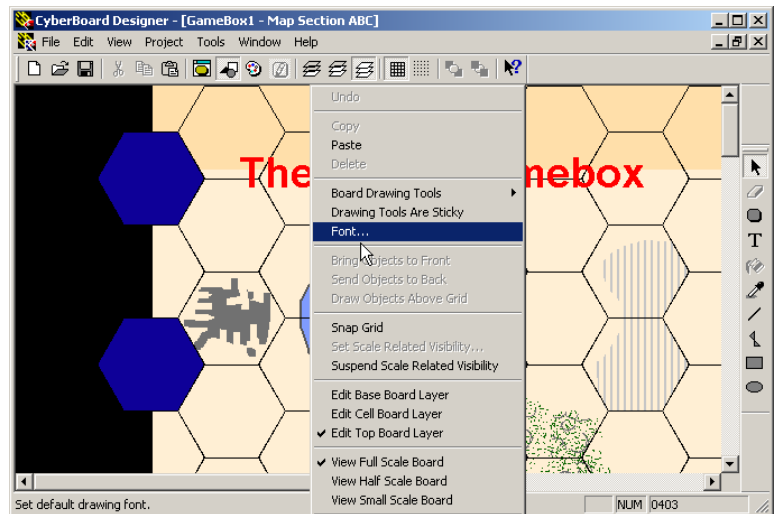 CyberBoard Designer - [GameBox1 - Map Section ABC]
File Edit View Project Tools Window Help
The
mebox
Undo
Copy
Paste
Delete
Board Drawing Tools
Drawing Tools Are Sticky
Font...
Bring Objects to Front
Send Objects to Back
Draw Objects Above Grid
Snap Grid
Set Scale Related Visibility...
Suspend Scale Related Visibility
Edit Base Board Layer
Edit Cell Board Layer
Edit Top Board Layer
View Full Scale Board
View Half Scale Board
View Small Scale Board
T
Set default drawing font.
NUM 0403